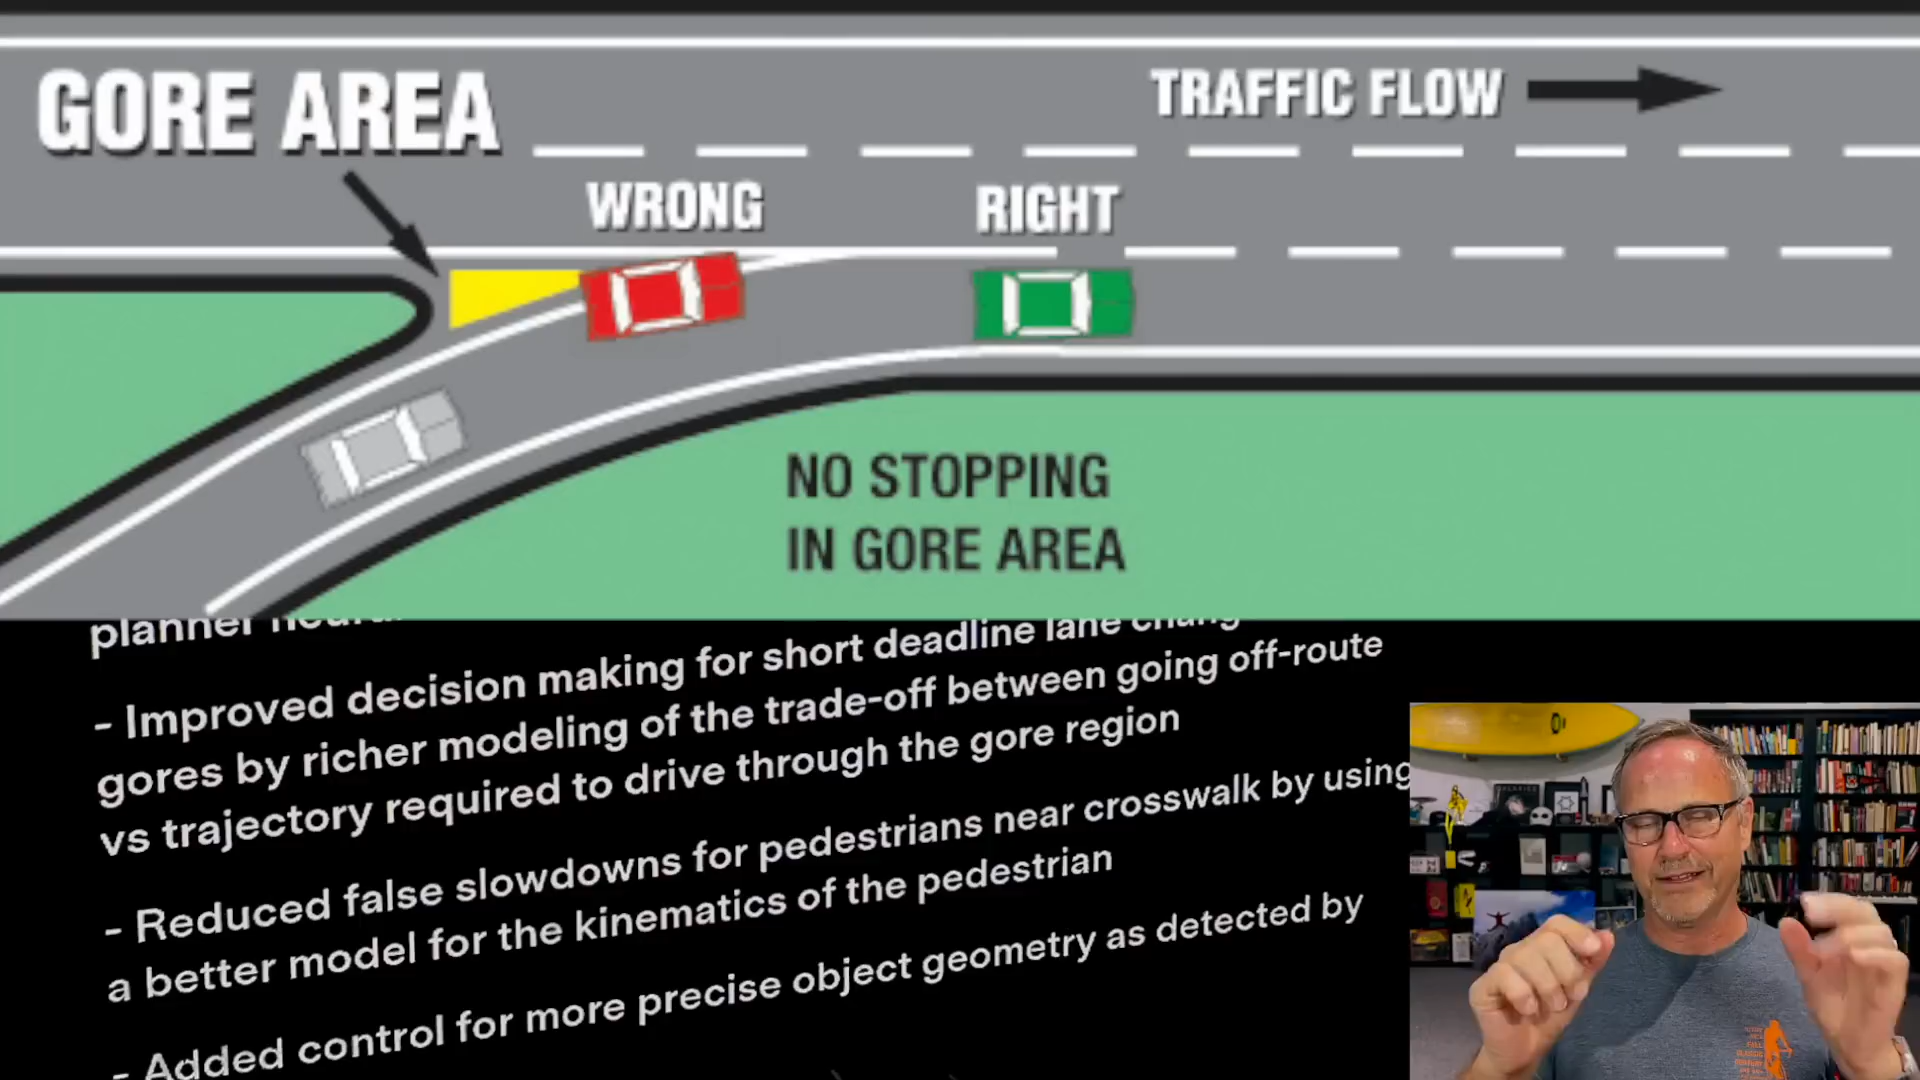 GORE AREA
TRAFFIC FLOW
WRONG
RIGHT
NO STOPPING
IN GORE AREA
planner
- Improved decision making for short deadline lane
gores by richer modeling of the trade-off between going off-route
vs trajectory required to drive through the gore region
- Reduced false slowdowns for pedestrians near crosswalk by using
a better model for the kinematics of the pedestrian
- Added control for more precise object geometry as detected by